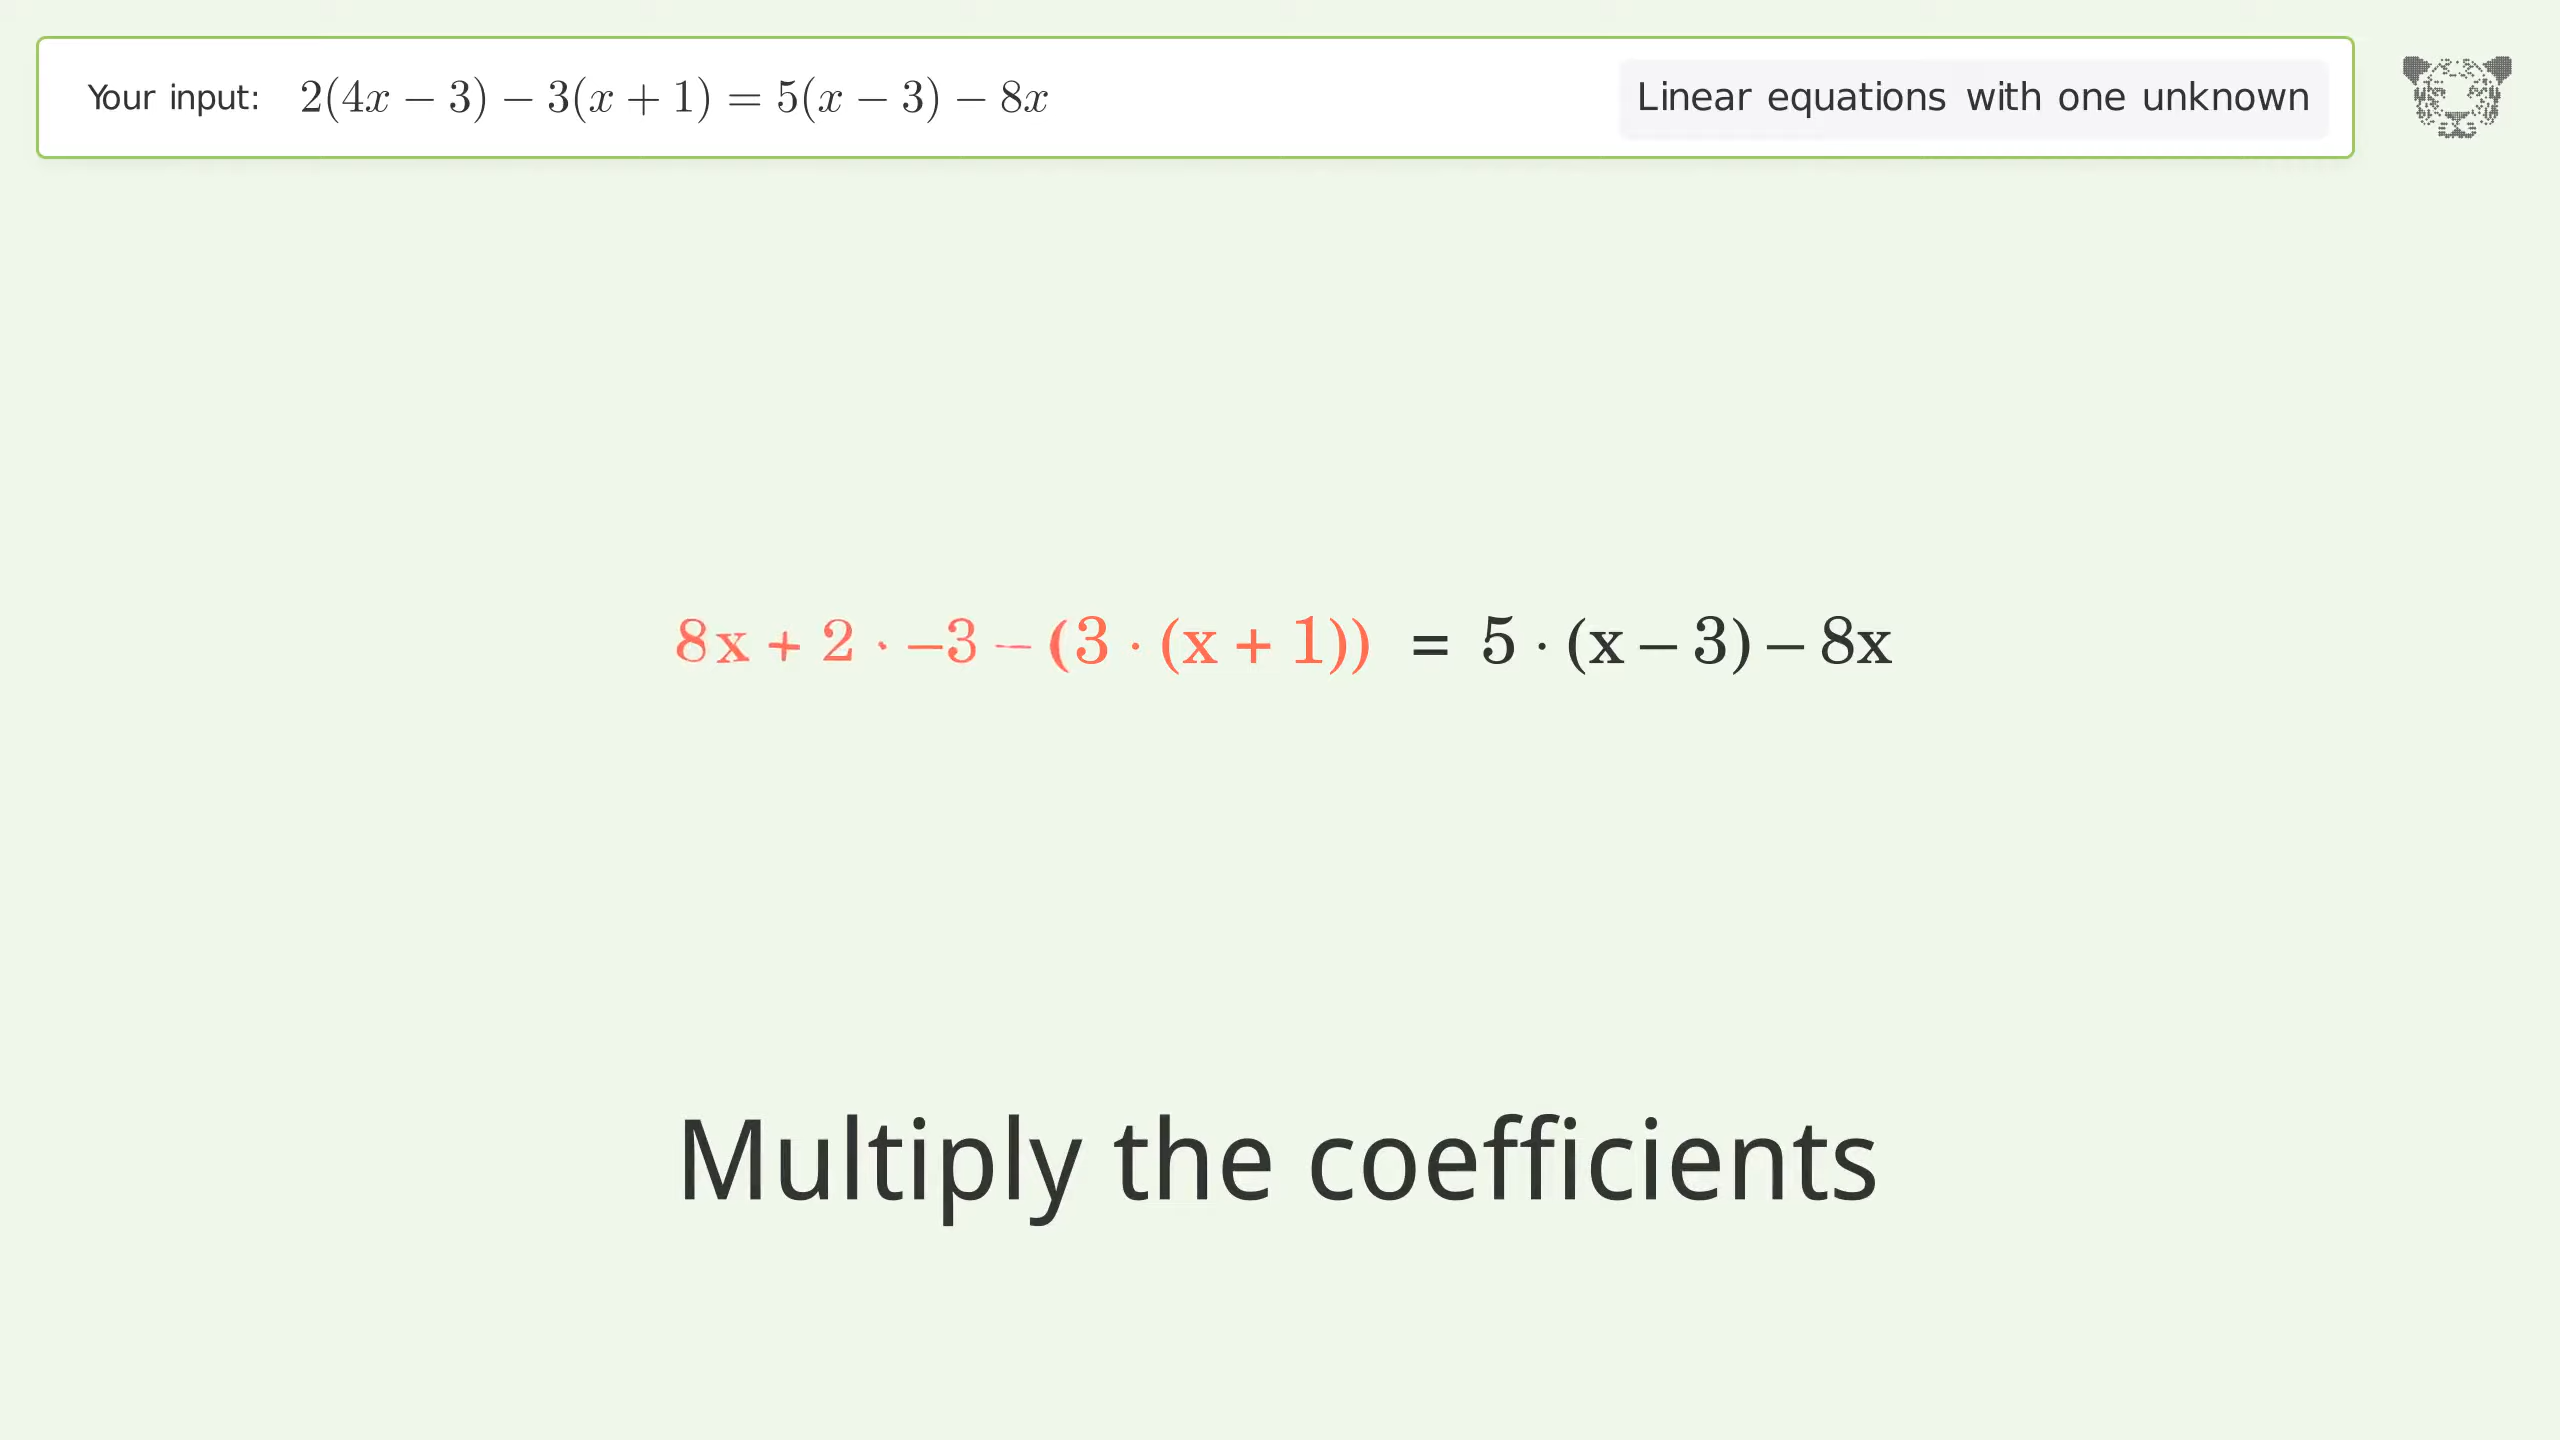 Your input: 2(4x − 3) − 3(x + 1) = 5(x − 3) − 8x
Linear equations with one unknown
8x + 2 · −3 − (3 · (x + 1)) = 5 · (x − 3) − 8x
Multiply the coefficients